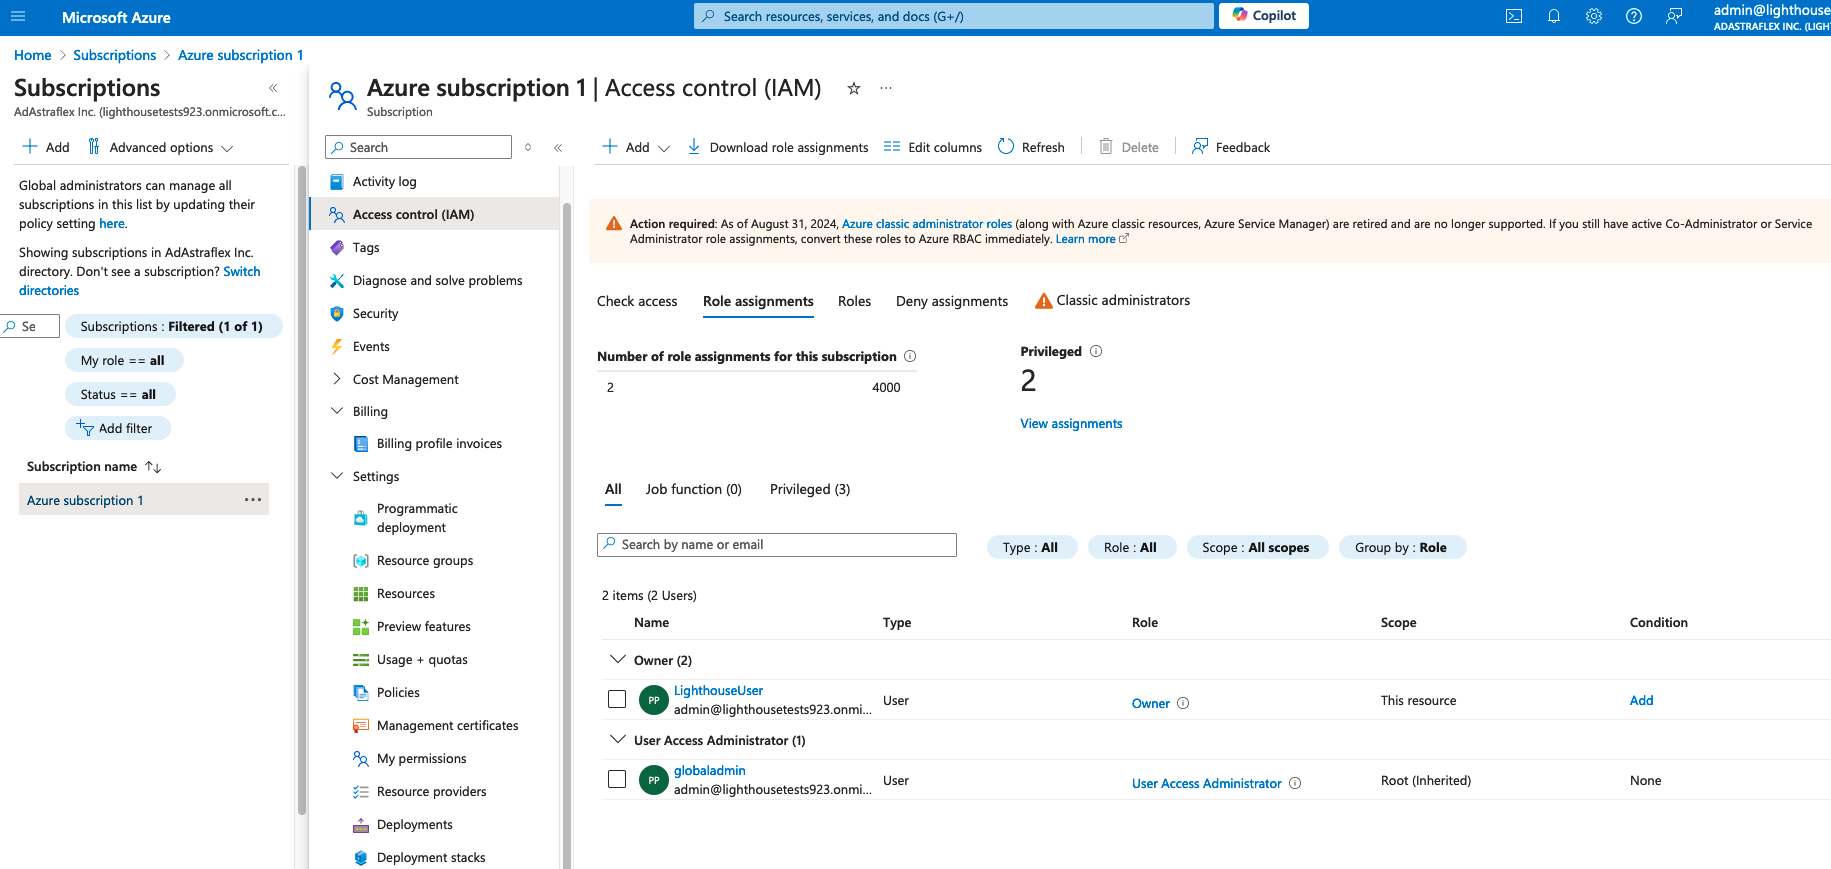 Microsoft Azure
Search resources, services, and docs (G+/)
Copilot
admin@lighthouse
ADASTRAFLEX INC. (LIGH
Home > Subscriptions > Azure subscription 1
Subscriptions
AdAstraflex Inc. (lighthousetests923.onmicrosoft.c...
Add
Advanced options
Global administrators can manage all
subscriptions in this list by updating their
policy setting here.
Showing subscriptions in AdAstraflex Inc.
directory. Don't see a subscription? Switch
directories
Se
Subscriptions : Filtered (1 of 1)
My role == all
Status == all
Add filter
Subscription name
Azure subscription 1
Azure subscription 1 | Access control (IAM)
Subscription
Search
Activity log
Access control (IAM)
Tags
Diagnose and solve problems
Security
Events
Cost Management
Billing
Billing profile invoices
Settings
Programmatic
deployment
Resource groups
Resources
Preview features
Usage + quotas
Policies
Management certificates
My permissions
Resource providers
Deployments
Deployment stacks
Add
Download role assignments
Edit columns
Refresh
Delete
Feedback
Action required: As of August 31, 2024, Azure classic administrator roles (along with Azure classic resources, Azure Service Manager) are retired and are no longer supported. If you still have active Co-Administrator or Service
Administrator role assignments, convert these roles to Azure RBAC immediately. Learn more
Check access
Role assignments
Roles
Deny assignments
Classic administrators
Number of role assignments for this subscription
2
4000
Privileged
2
View assignments
All
Job function (0)
Privileged (3)
Search by name or email
Type : All
Role : All
Scope : All scopes
Group by : Role
2 items (2 Users)
Name
Type
Role
Scope
Condition
Owner (2)
PP
LighthouseUser
admin@lighthousetests923.onmi...
User
Owner
This resource
Add
User Access Administrator (1)
PP
globaladmin
admin@lighthousetests923.onmi...
User
User Access Administrator
Root (Inherited)
None